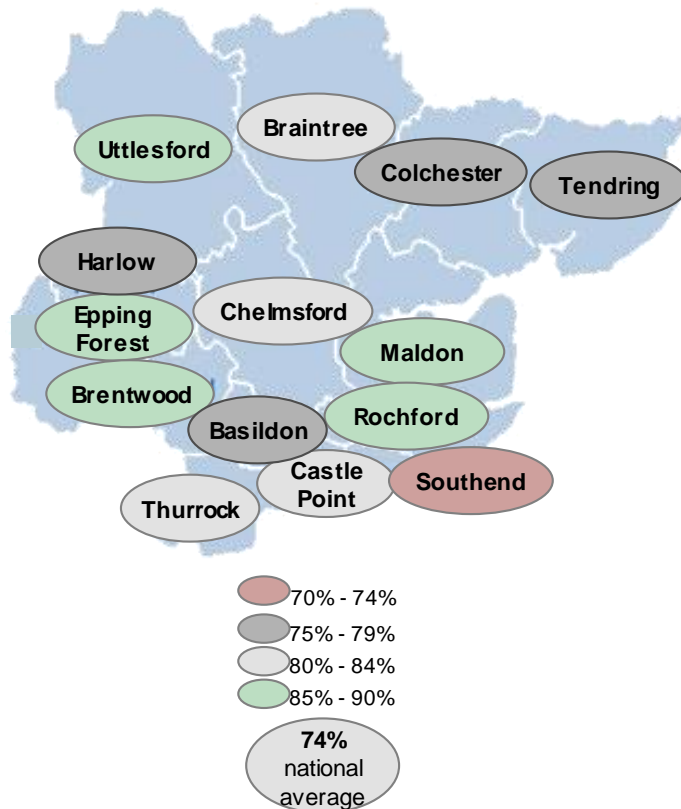 Braintree
Uttlesford
Colchester
Tendring
Harlow
Chelmsford
Epping
Forest
Maldon
Brentwood
Rochford
Basildon
Castle
Point
Southend
Thurrock
70% - 74%
75% - 79%
80% - 84%
85% - 90%
74%
national
average